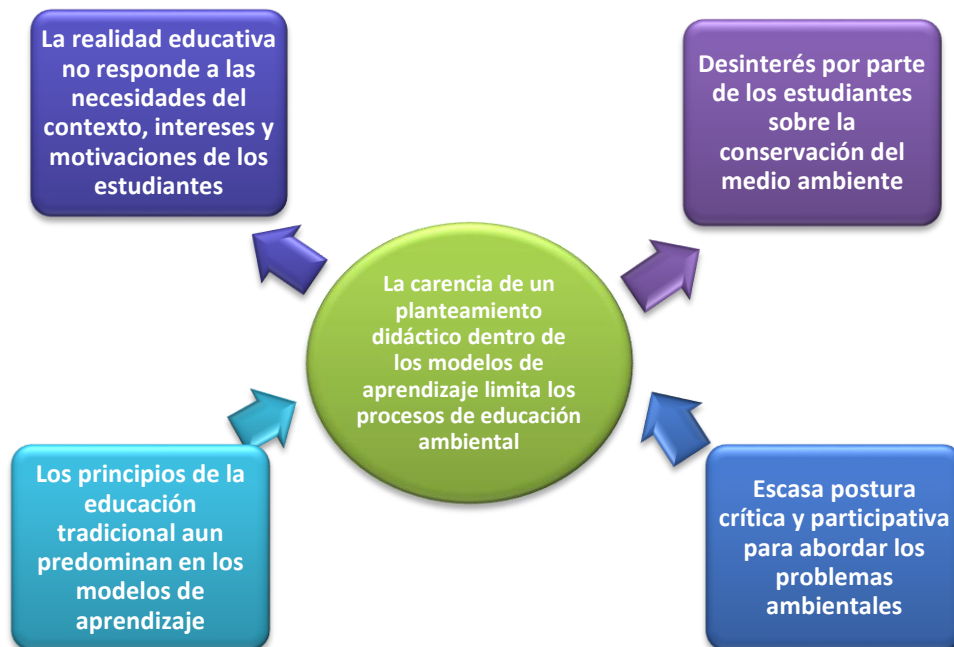 La realidad educativa
no responde a las
necesidades del
contexto, intereses y
motivaciones de los
estudiantes
Desinterés por parte
de los estudiantes
sobre la
conservación del
medio ambiente
La carencia de un
planteamiento
didáctico dentro de
los modelos de
aprendizaje limita los
procesos de educación
ambiental
Los principios de la
educación
tradicional aun
predominan en los
modelos de
aprendizaje
Escasa postura
crítica y participativa
para abordar los
problemas
ambientales